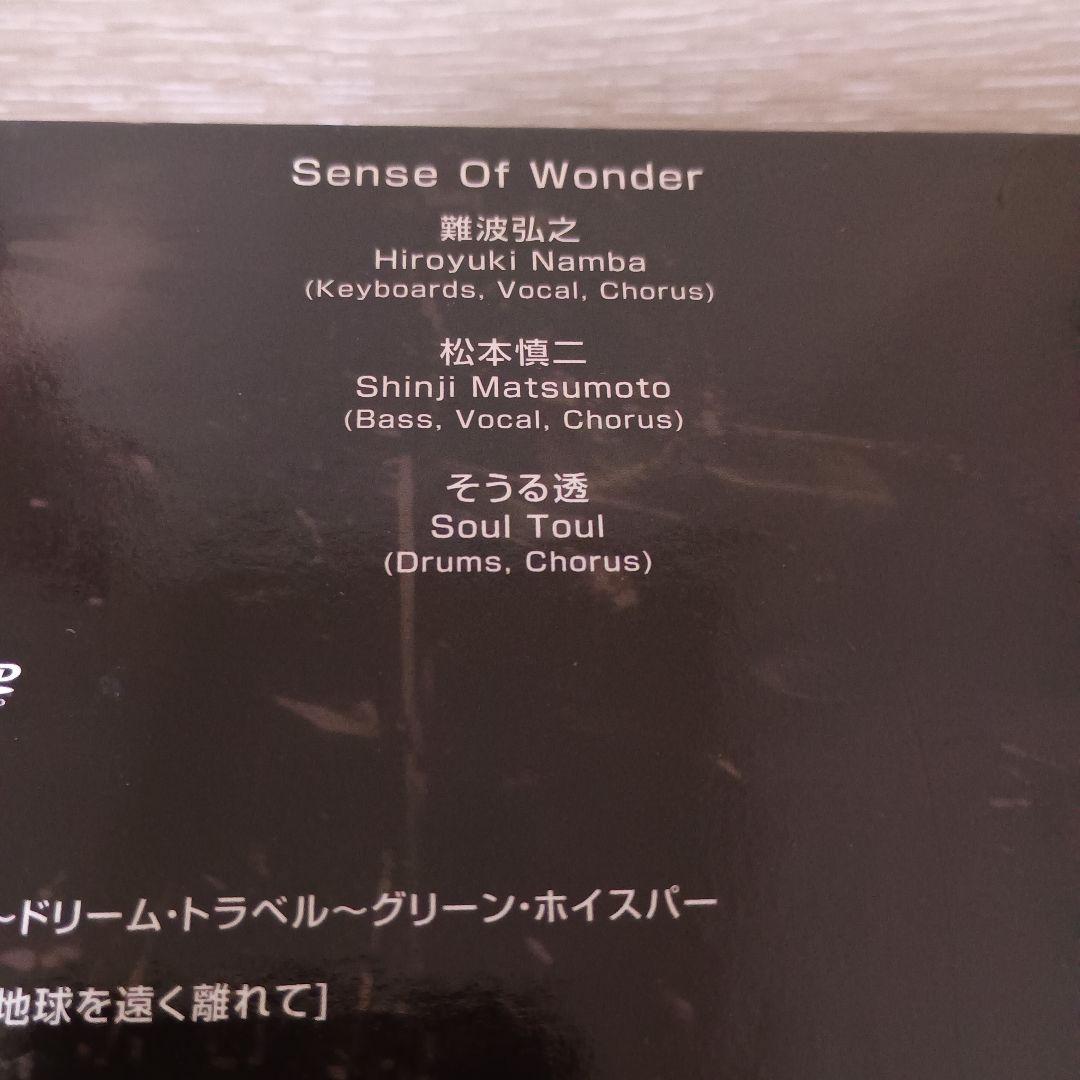 Sense Of Wonder
難波弘之
Hiroyuki Namba
(Keyboards, Vocal, Chorus)
松本慎二
Shinji Matsumoto
(Bass, Vocal, Chorus)
そうる透
Soul Toul
(Drums, Chorus)
～ドリーム・トラベル～グリーン・ホイスパー
地球を遠く離れて]